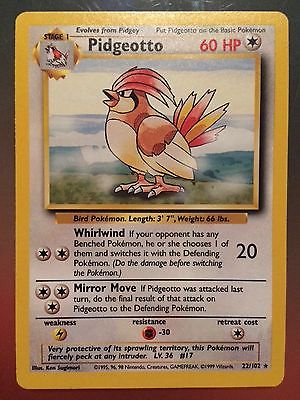 STAGE 1
Evolves from Pidgey
Put Pidgeotto on the Basic Pokémon
Pidgeotto
60 HP
Bird Pokémon. Length: 3' 7", Weight: 66 lbs.
Whirlwind If your opponent has any
Benched Pokémon, he or she chooses 1 of
them and switches it with the Defending
Pokémon. (Do the damage before switching
the Pokémon.)
20
Mirror Move If Pidgeotto was attacked last
turn, do the final result of that attack on
Pidgeotto to the Defending Pokémon.
weakness
resistance
retreat cost
-30
Very protective of its sprawling territory, this Pokémon will
fiercely peck at any intruder. LV. 36 #17
Illus. Ken Sugimori
©1995, 96, 98 Nintendo, Creatures, GAMEFREAK. ©1999 Wizards.
22/102